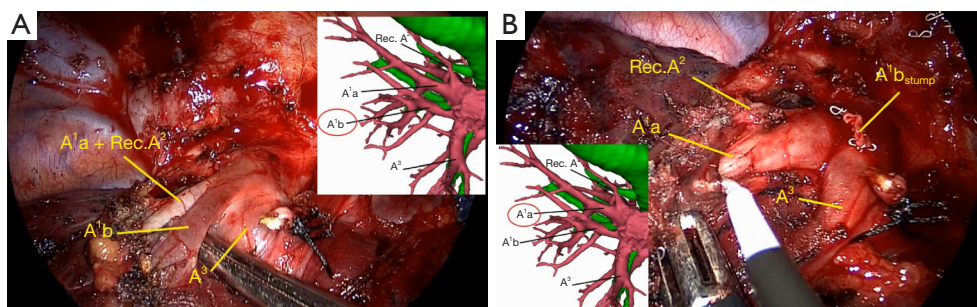 A
Rec. A²
A¹a
A¹b
A³
A¹a + Rec.A²
A¹b
A³
B
Rec.A²
A¹b stump
A¹a
A³
Rec. A²
A¹a
A¹b
A³